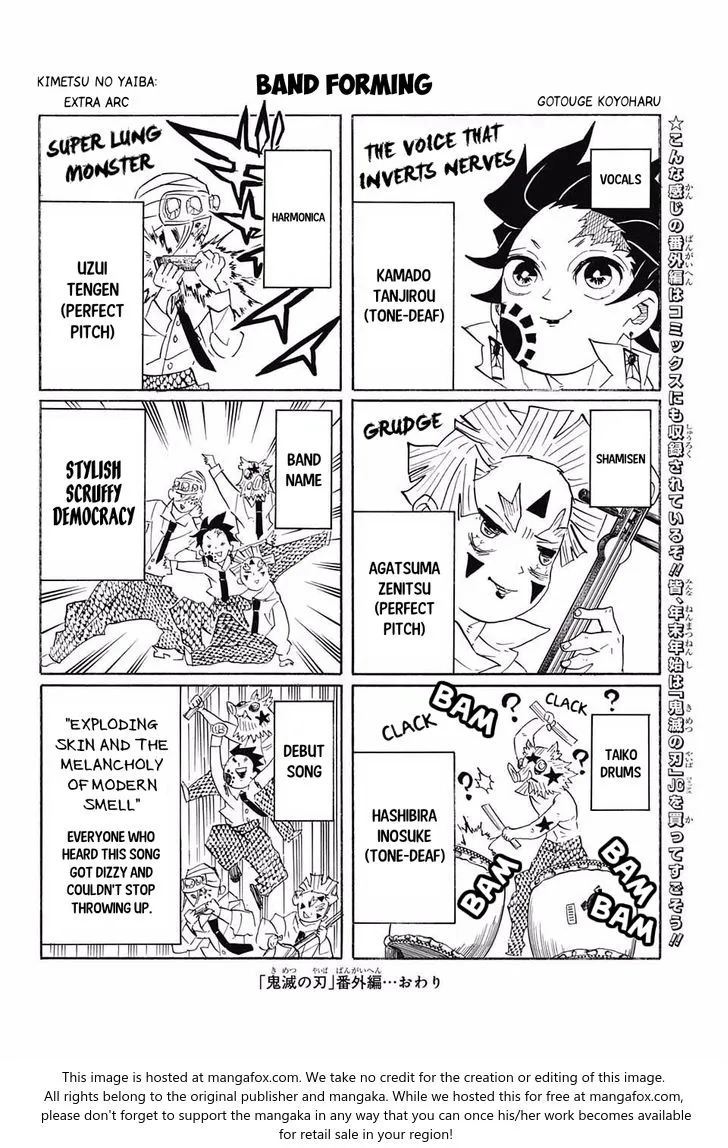 KIMETSU NO YAIBA:
EXTRA ARC
BAND FORMING
GOTOUGE KOYOHARU
THE VOICE THAT
INVERTS NERVES
VOCALS
KAMADO
TANJIROU
(TONE-DEAF)
SUPER LUNG
MONSTER
HARMONICA
UZUI
TENGEN
(PERFECT
PITCH)
GRUDGE
SHAMISEN
AGATSUMA
ZENITSU
(PERFECT
PITCH)
BAND
NAME
STYLISH
SCRUFFY
DEMOCRACY
CLACK
BAM
?
CLACK
?
?
TAIKO
DRUMS
HASHIBIRA
INOSUKE
(TONE-DEAF)
BAM
BAM
BAM
DEBUT
SONG
"EXPLODING
SKIN AND THE
MELANCHOLY
OF MODERN
SMELL"
EVERYONE WHO
HEARD THIS SONG
GOT DIZZY AND
COULDN'T STOP
THROWING UP.
☆こんな感じの番外編はコミックスにも収録されているぞ!!皆、年末年始は「鬼滅の刃」JCを買ってすごそう!!
「鬼滅の刃」番外編…おわり
This image is hosted at mangafox.com. We take no credit for the creation or editing of this image.
All rights belong to the original publisher and mangaka. While we hosted this for free at mangafox.com,
please don't forget to support the mangaka in any way that you can once his/her work becomes available
for retail sale in your region!